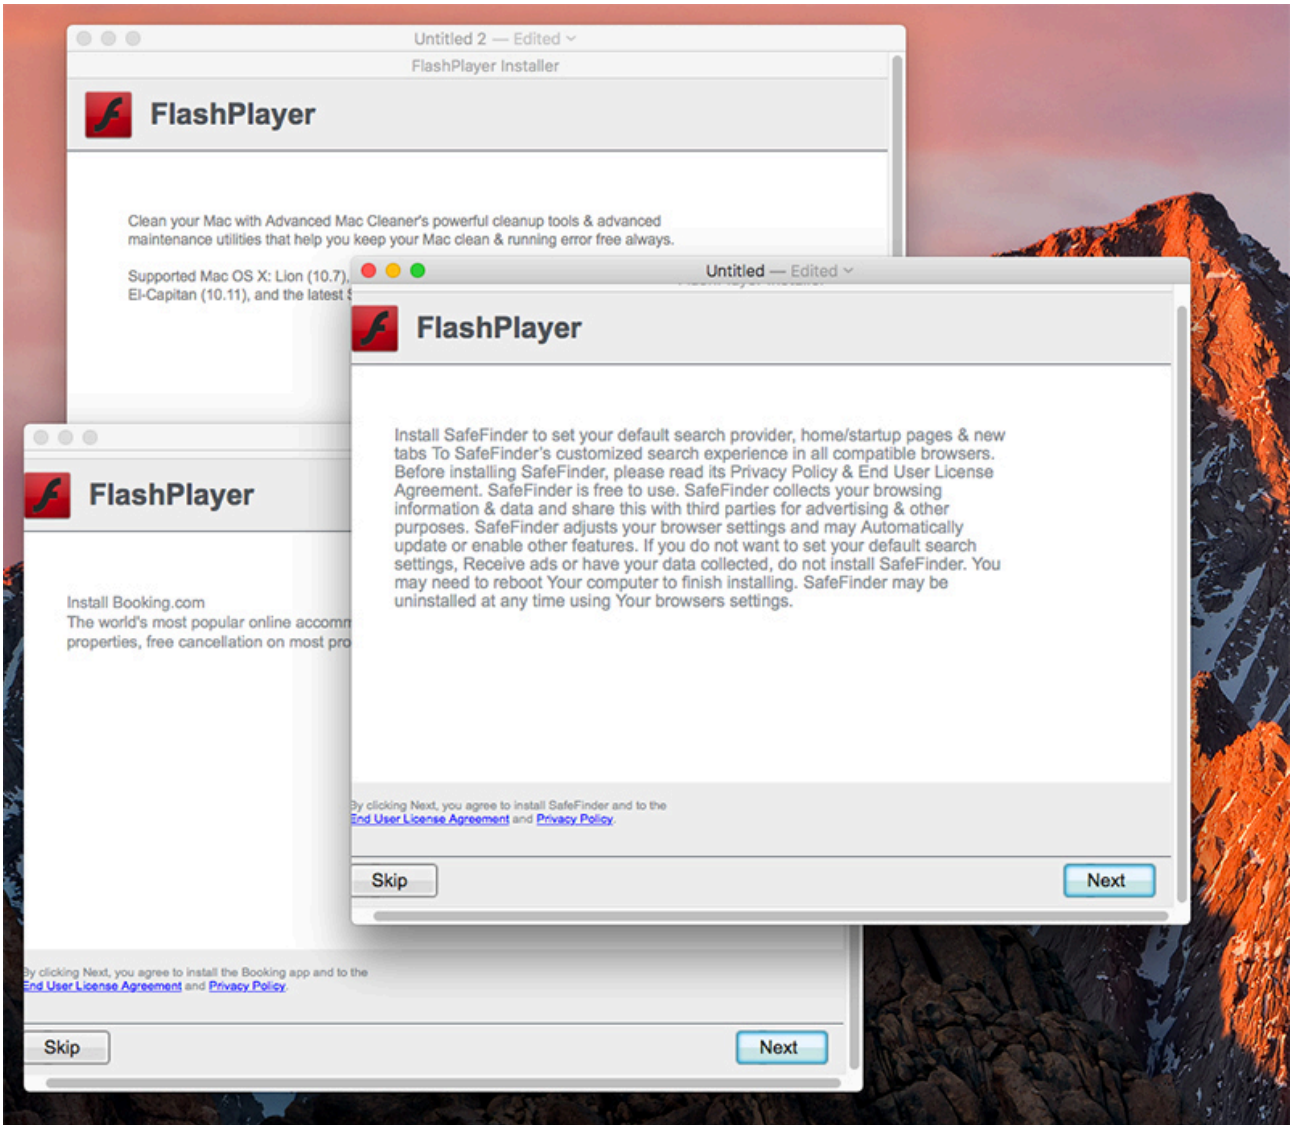 Untitled 2 — Edited
FlashPlayer Installer
FlashPlayer
Clean your Mac with Advanced Mac Cleaner's powerful cleanup tools & advanced
maintenance utilities that help you keep your Mac clean & running error free always.
Supported Mac OS X: Lion (10.7),
El-Capitan (10.11), and the latest
Untitled — Edited
FlashPlayer
Install SafeFinder to set your default search provider, home/startup pages & new
tabs To SafeFinder's customized search experience in all compatible browsers.
Before installing SafeFinder, please read its Privacy Policy & End User License
Agreement. SafeFinder is free to use. SafeFinder collects your browsing
information & data and share this with third parties for advertising & other
purposes. SafeFinder adjusts your browser settings and may Automatically
update or enable other features. If you do not want to set your default search
settings, Receive ads or have your data collected, do not install SafeFinder. You
may need to reboot Your computer to finish installing. SafeFinder may be
uninstalled at any time using Your browsers settings.
By clicking Next, you agree to install SafeFinder and to the
End User License Agreement and Privacy Policy.
Skip
Next
FlashPlayer
Install Booking.com
The world's most popular online
properties, free cancellation on most
By clicking Next, you agree to install the Booking app and to the
End User License Agreement and Privacy Policy.
Skip
Next